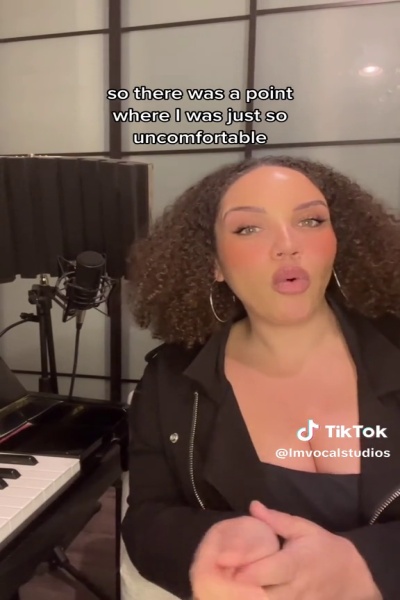 so there was a point
where I was just so
uncomfortable
TikTok
@lmvocalstudios